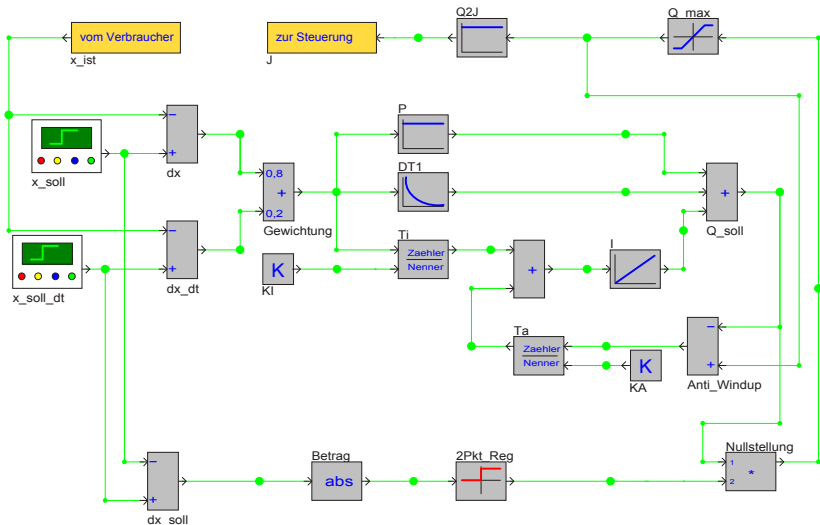 Q2J
Q_max
vom Verbraucher
zur Steuerung
x_ist
J
P
−
+
dx
x_soll
DT1
0,8
+
0,2
Gewichtung
+
+
+
Q_soll
−
+
dx_dt
x_soll_dt
Ti
Zaehler
Nenner
K
KI
+
I
Ta
Zaehler
Nenner
K
KA
−
+
Anti_Windup
Nullstellung
1
*
2
−
+
dx_soll
Betrag
abs
2Pkt_Reg